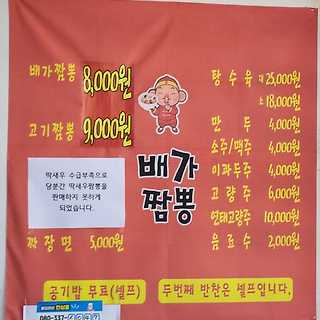 배가짬뽕 8,000원
고기짬뽕 9,000원
딱새우 수급부족으로
당분간 딱새우짬뽕을
판매하지 못하게
되었습니다.
짜장면 5,000원
배가
짬뽕
탕수육 대 25,000원
소 18,000원
만두 4,000원
소주/맥주 4,000원
이과두주 4,000원
고량주 6,000원
연태고량주 10,000원
음료수 2,000원
공기밥 무료(셀프)
두번째 반찬은 셀프입니다.